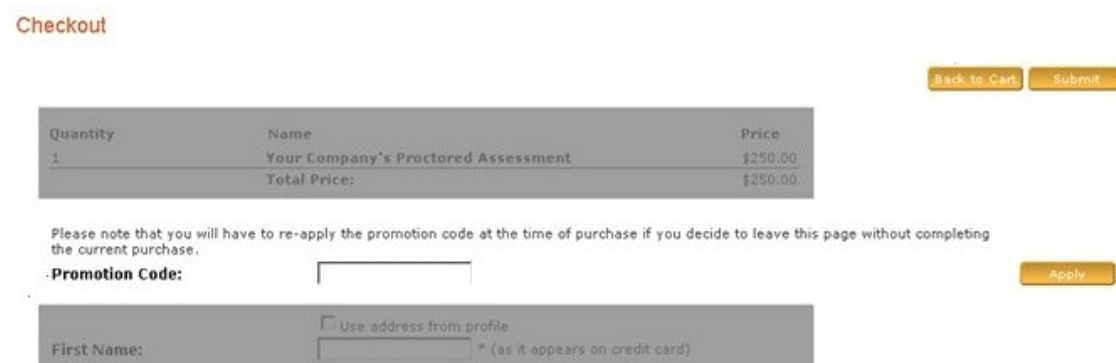 Checkout
Back to Cart Submit
Quantity Name Price
1 Your Company's Proctored Assessment $250.00
Total Price: $250.00
Please note that you will have to re-apply the promotion code at the time of purchase if you decide to leave this page without completing
the current purchase.
Promotion Code: Apply
Use address from profile
First Name: * (as it appears on credit card)